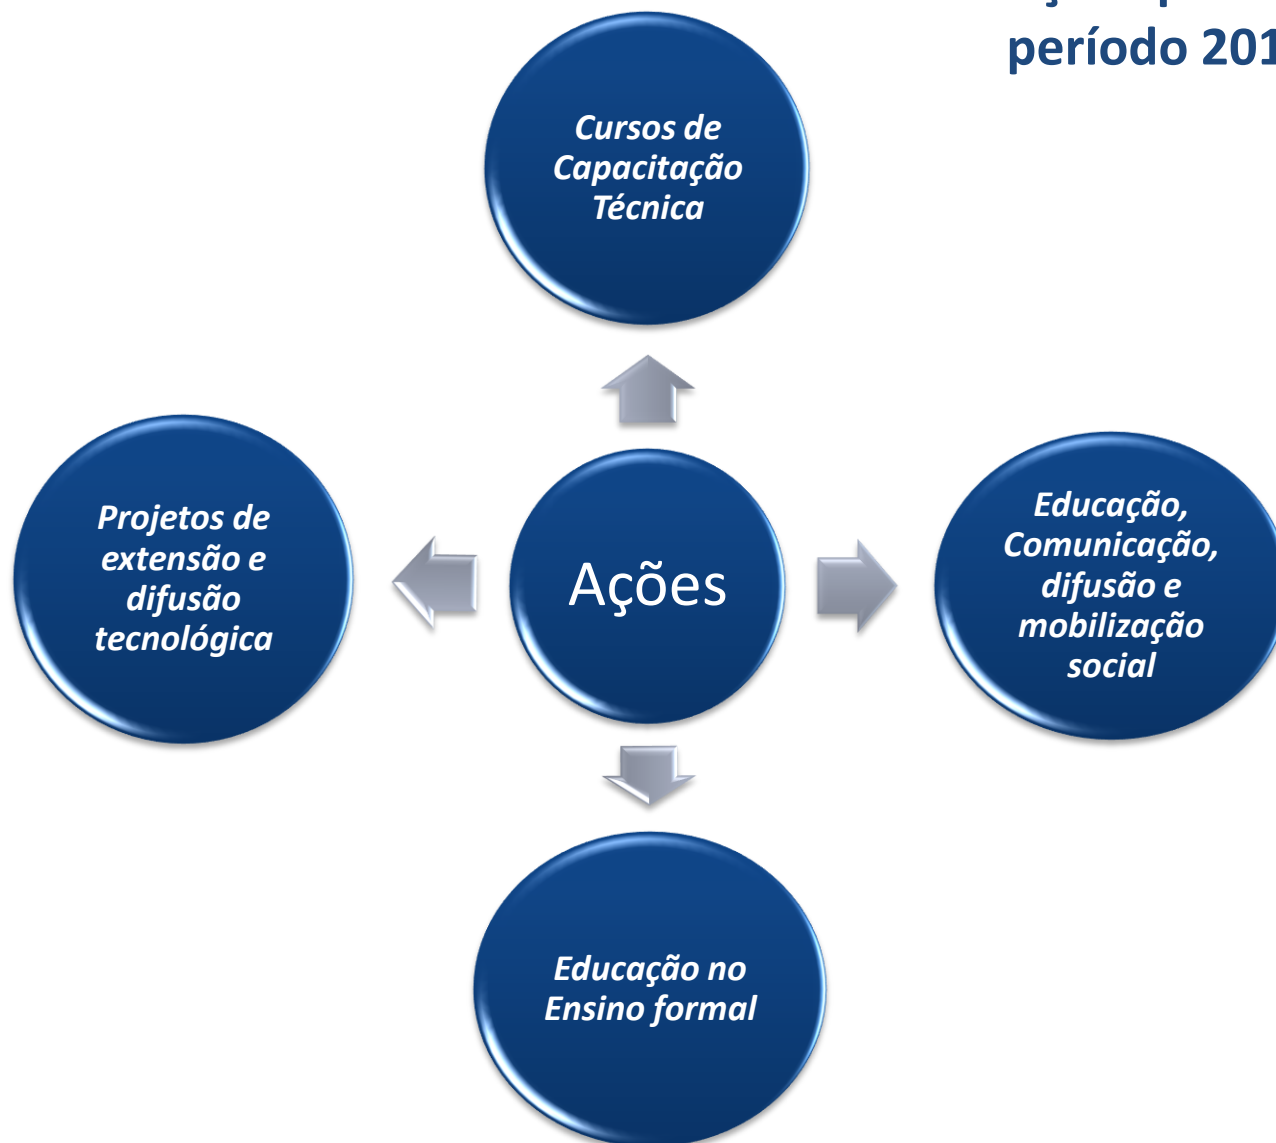 período 201
Cursos de
Capacitação
Técnica
Projetos de
extensão e
difusão
tecnológica
Ações
Educação,
Comunicação,
difusão e
mobilização
social
Educação no
Ensino formal